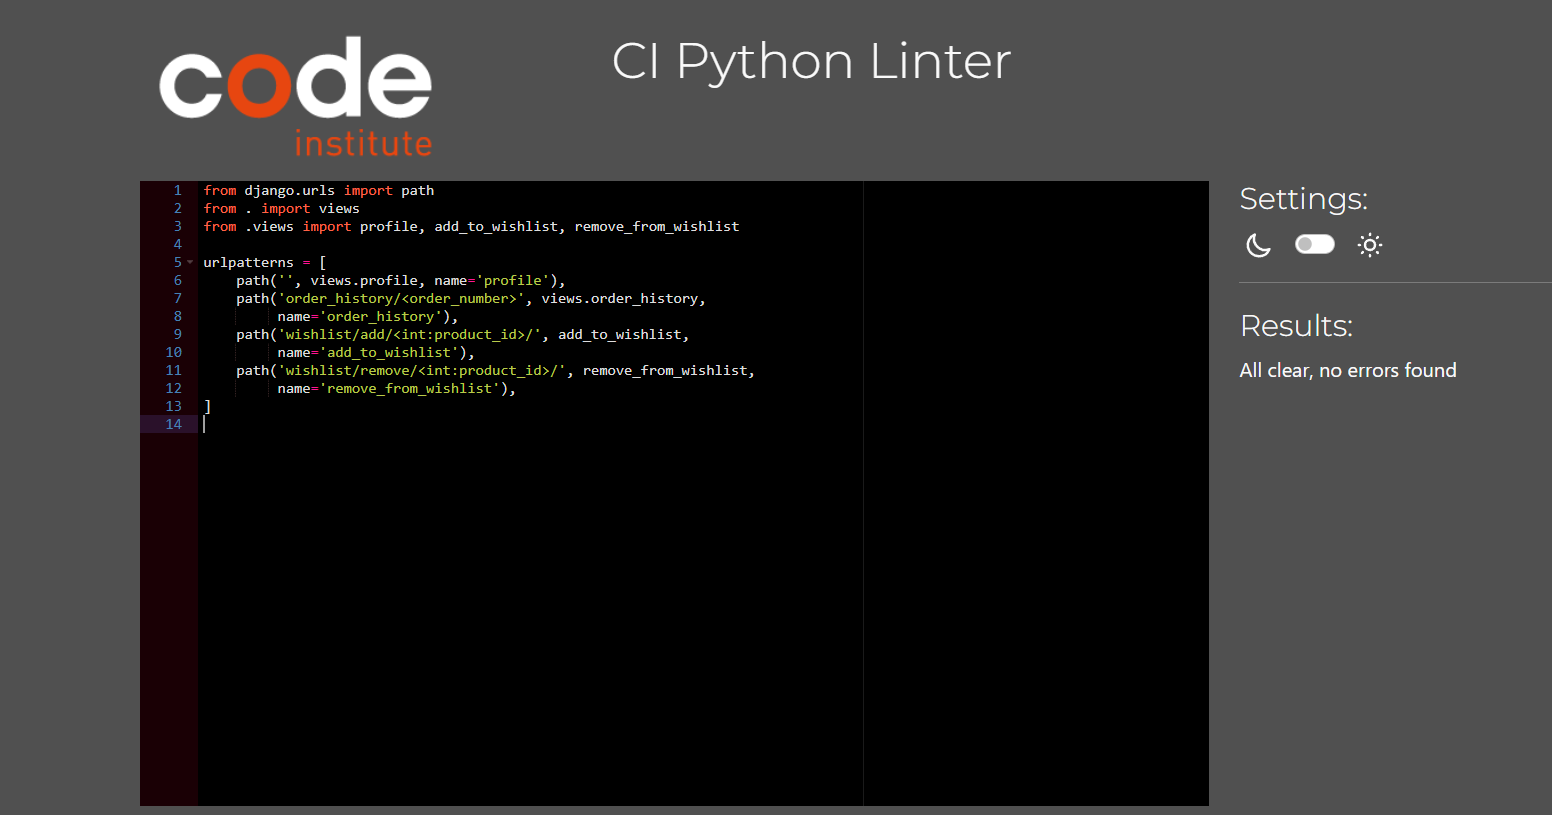 code
institute
CI Python Linter
1 from django.urls import path
2 from . import views
3 from .views import profile, add_to_wishlist, remove_from_wishlist
4
5 urlpatterns = [
6     path('', views.profile, name='profile'),
7     path('order_history/<order_number>', views.order_history,
8          name='order_history'),
9     path('wishlist/add/<int:product_id>/', add_to_wishlist,
10          name='add_to_wishlist'),
11     path('wishlist/remove/<int:product_id>/', remove_from_wishlist,
12          name='remove_from_wishlist'),
13 ]
14
Settings:
Results:
All clear, no errors found